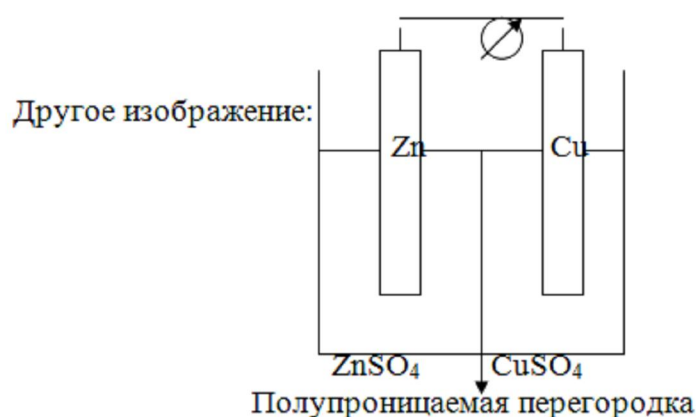 Другое изображение:
Zn
Cu
ZnSO₄
CuSO₄
Полупроницаемая перегородка